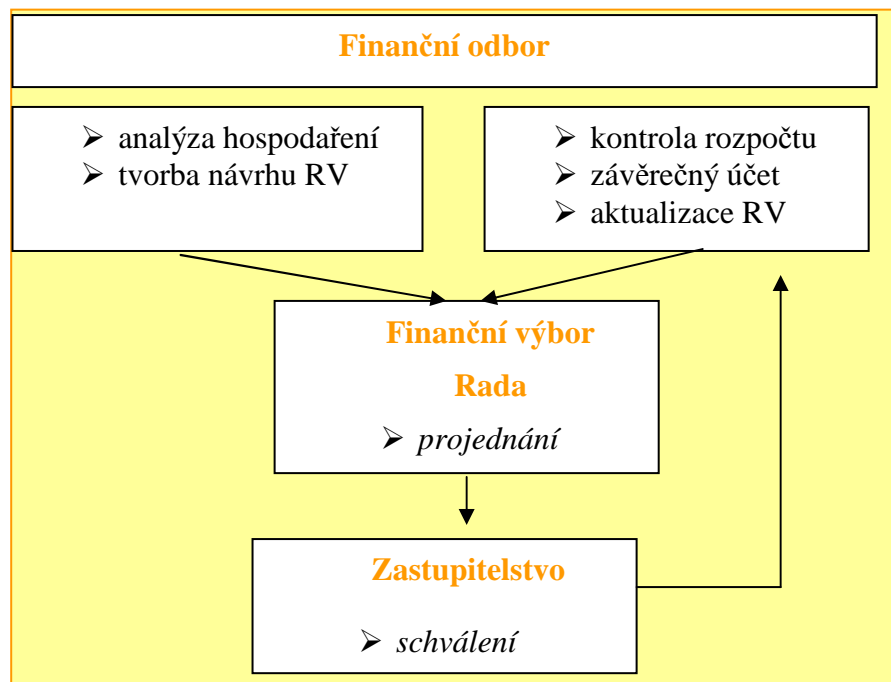 Finanční odbor
➢ analýza hospodaření
➢ tvorba návrhu RV
➢ kontrola rozpočtu
➢ závěrečný účet
➢ aktualizace RV
Finanční výbor
Rada
➢ projednání
Zastupitelstvo
➢ schválení